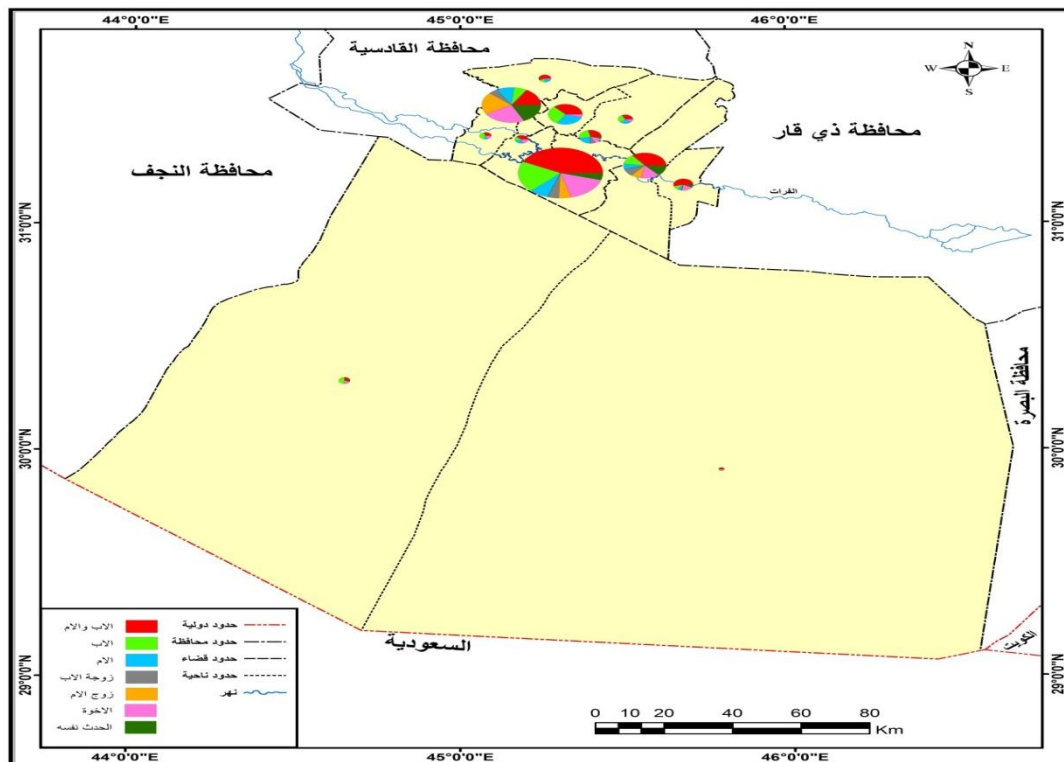 44°0'0"E 45°0'0"E 46°0'0"E
محافظة القادسية
N
W E
S
محافظة ذي قار
محافظة النجف
الفرات
31°0'0"N 31°0'0"N
محافظة البصرة
30°0'0"N 30°0'0"N
السعودية
الكويت
29°0'0"N 29°0'0"N
حدود دولية
حدود محافظة
حدود قضاء
حدود ناحية
نهر
الاب والام
الاب
الام
زوجة الاب
زوج الام
الاخوة
الحدث نفسه
0 10 20 40 60 80
Km
44°0'0"E 45°0'0"E 46°0'0"E